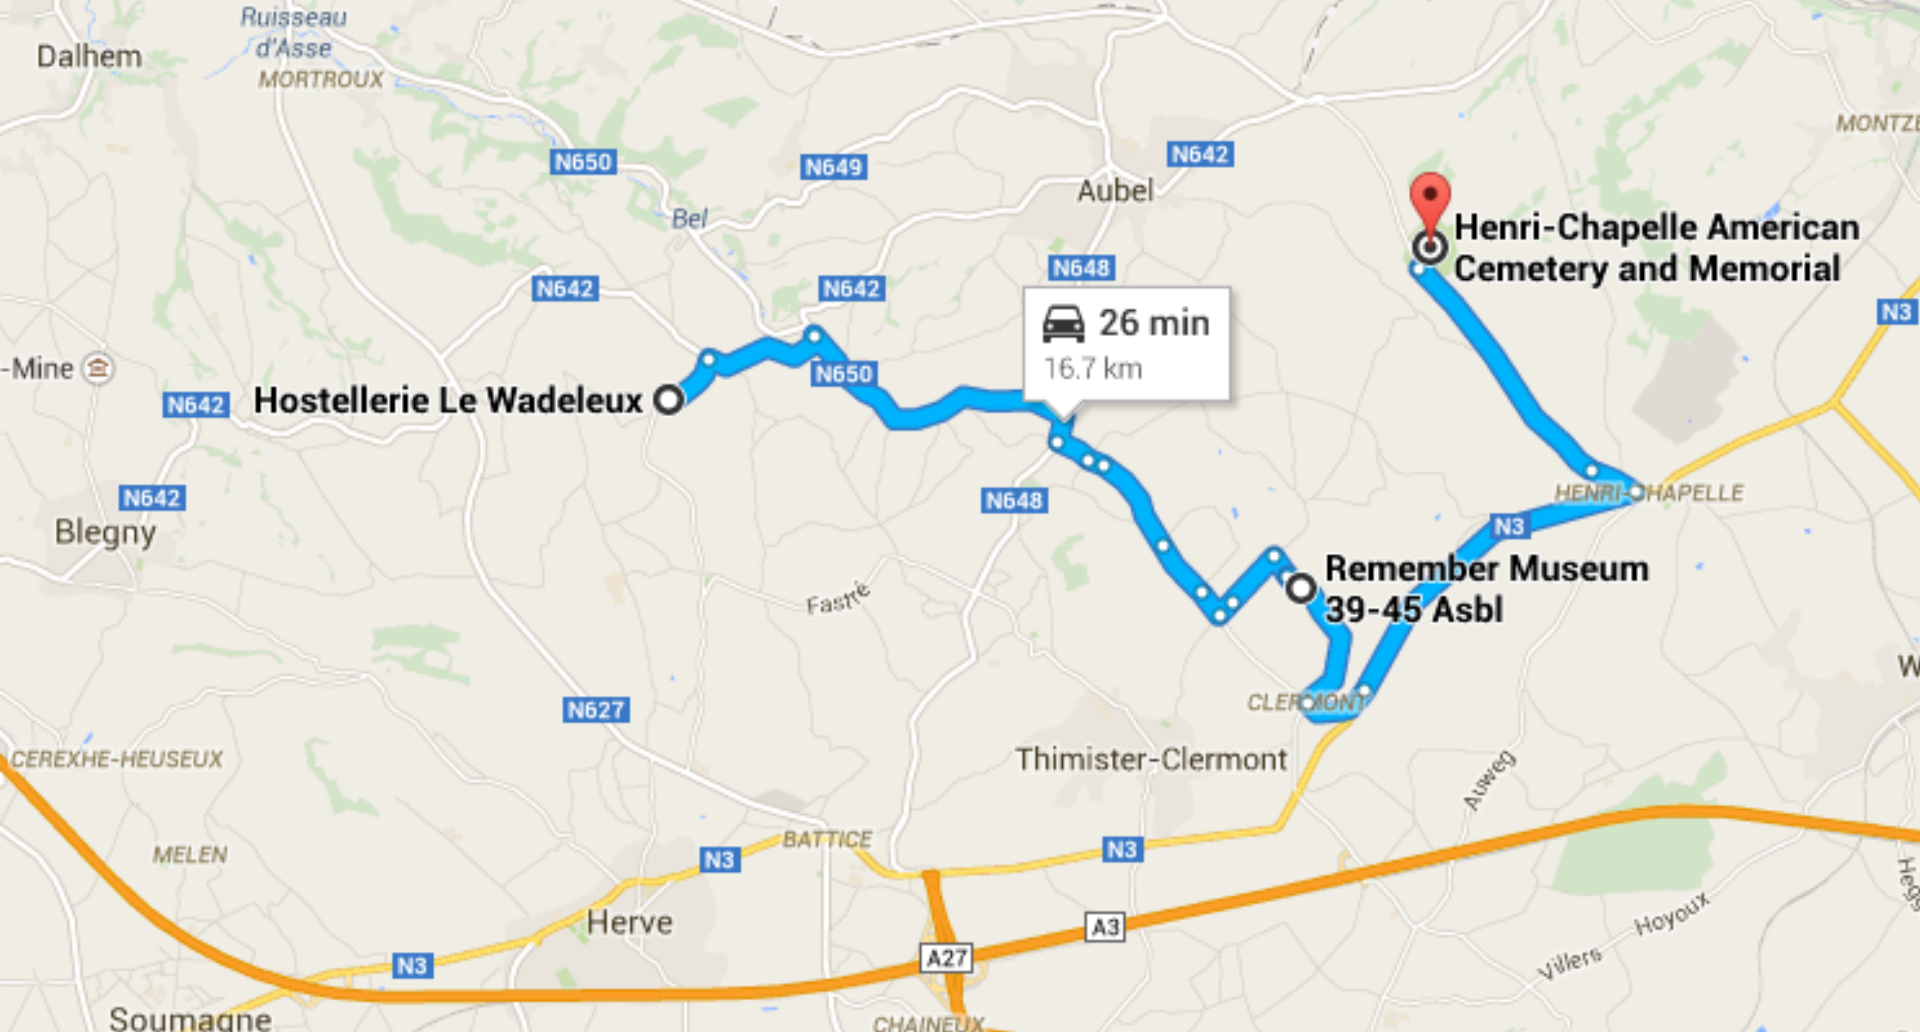 Ruisseau
d'Asse
Dalhem
MORTROUX
MONTZE
N650
N649
N642
Aubel
Bel
Henri-Chapelle American
Cemetery and Memorial
N648
N642
N642
N3
26 min
16.7 km
-Mine
N650
N642
Hostellerie Le Wadeleux
N642
Blegny
N648
HENRI-CHAPELLE
N3
Remember Museum
39-45 Asbl
Fastré
W
N627
CLERMONT
CEREXHE-HEUSEUX
Thimister-Clermont
Auweg
MELEN
BATTICE
N3
N3
Hegg
Herve
A3
Hoyoux
N3
A27
Villers
Soumagne
CHAINEUX